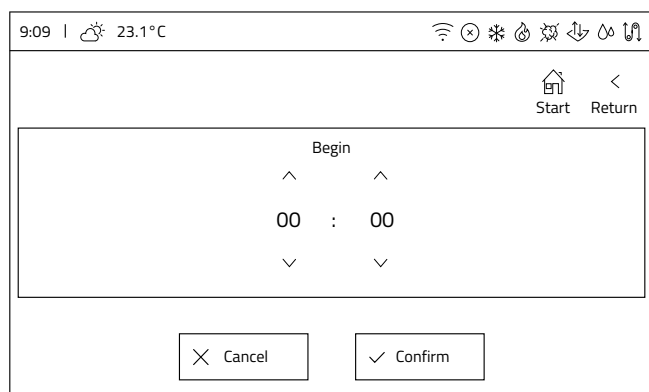 9:09 | 23.1°C
Start Return
Begin
00 : 00
Cancel Confirm